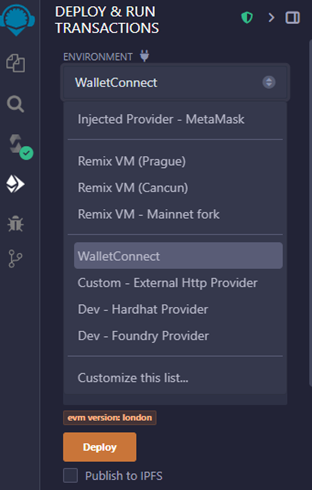 DEPLOY & RUN
TRANSACTIONS
ENVIRONMENT
WalletConnect
Injected Provider - MetaMask
Remix VM (Prague)
Remix VM (Cancun)
Remix VM - Mainnet fork
WalletConnect
Custom - External Http Provider
Dev - Hardhat Provider
Dev - Foundry Provider
Customize this list...
evm version: london
Deploy
Publish to IPFS